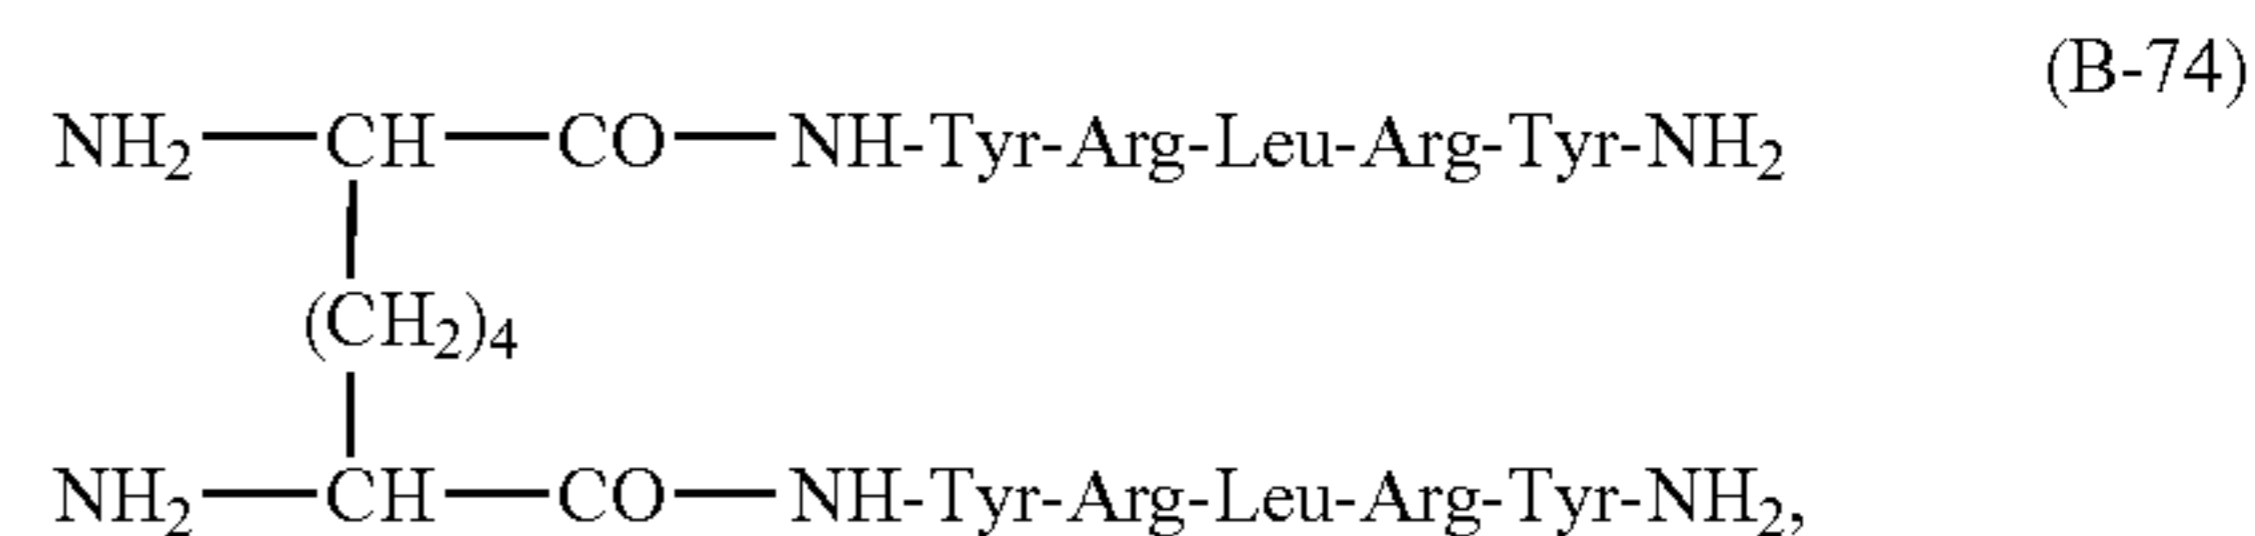 (B-74)
NH₂—CH—CO—NH-Tyr-Arg-Leu-Arg-Tyr-NH₂
(CH₂)₄
NH₂—CH—CO—NH-Tyr-Arg-Leu-Arg-Tyr-NH₂,